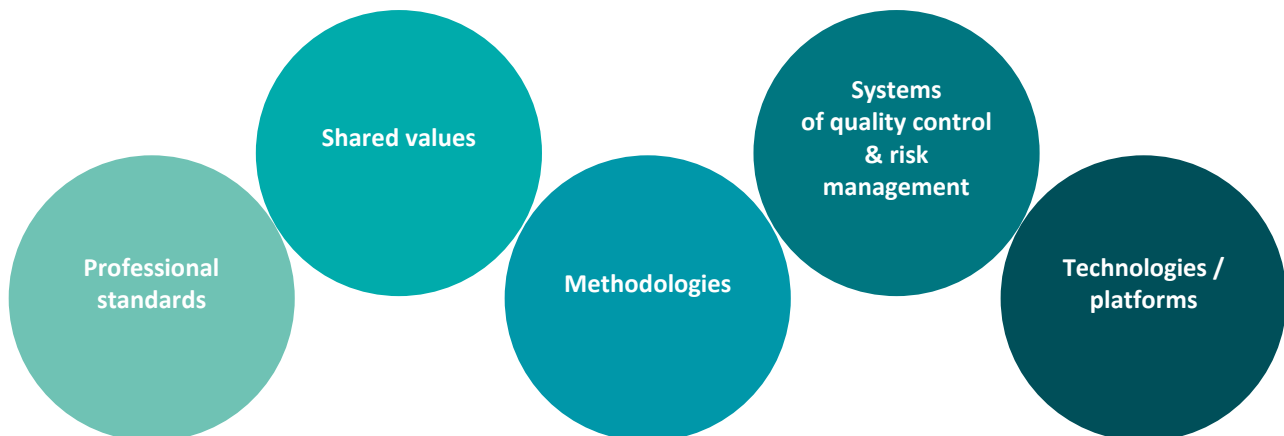 Professional
standards
Shared values
Methodologies
Systems
of quality control
& risk
management
Technologies /
platforms